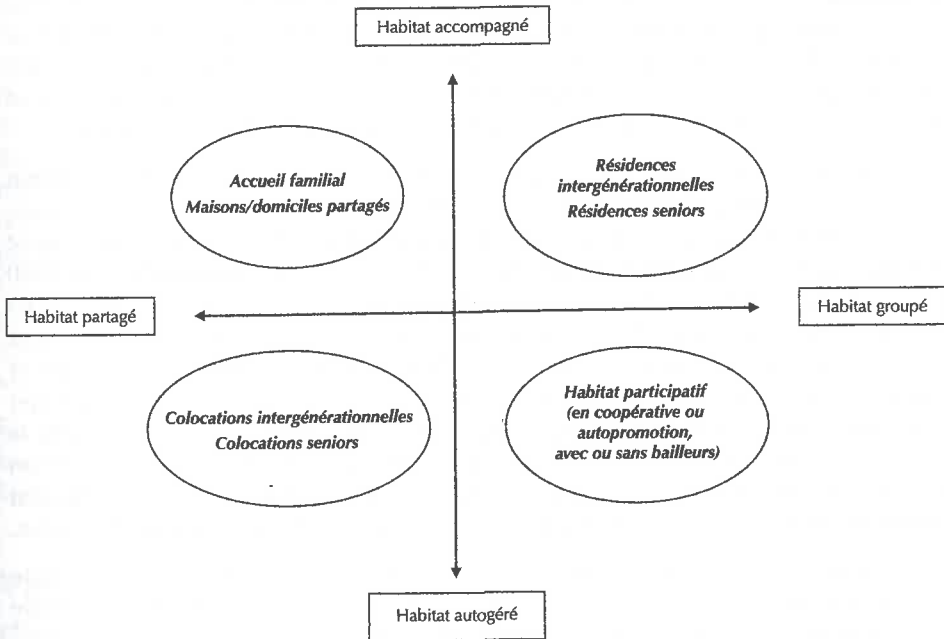 Habitat accompagné
Accueil familial
Maisons/domiciles partagés
Résidences
intergénérationnelles
Résidences seniors
Habitat partagé
Habitat groupé
Colocations intergénérationnelles
Colocations seniors
Habitat participatif
(en coopérative ou
autopromotion,
avec ou sans bailleurs)
Habitat autogéré